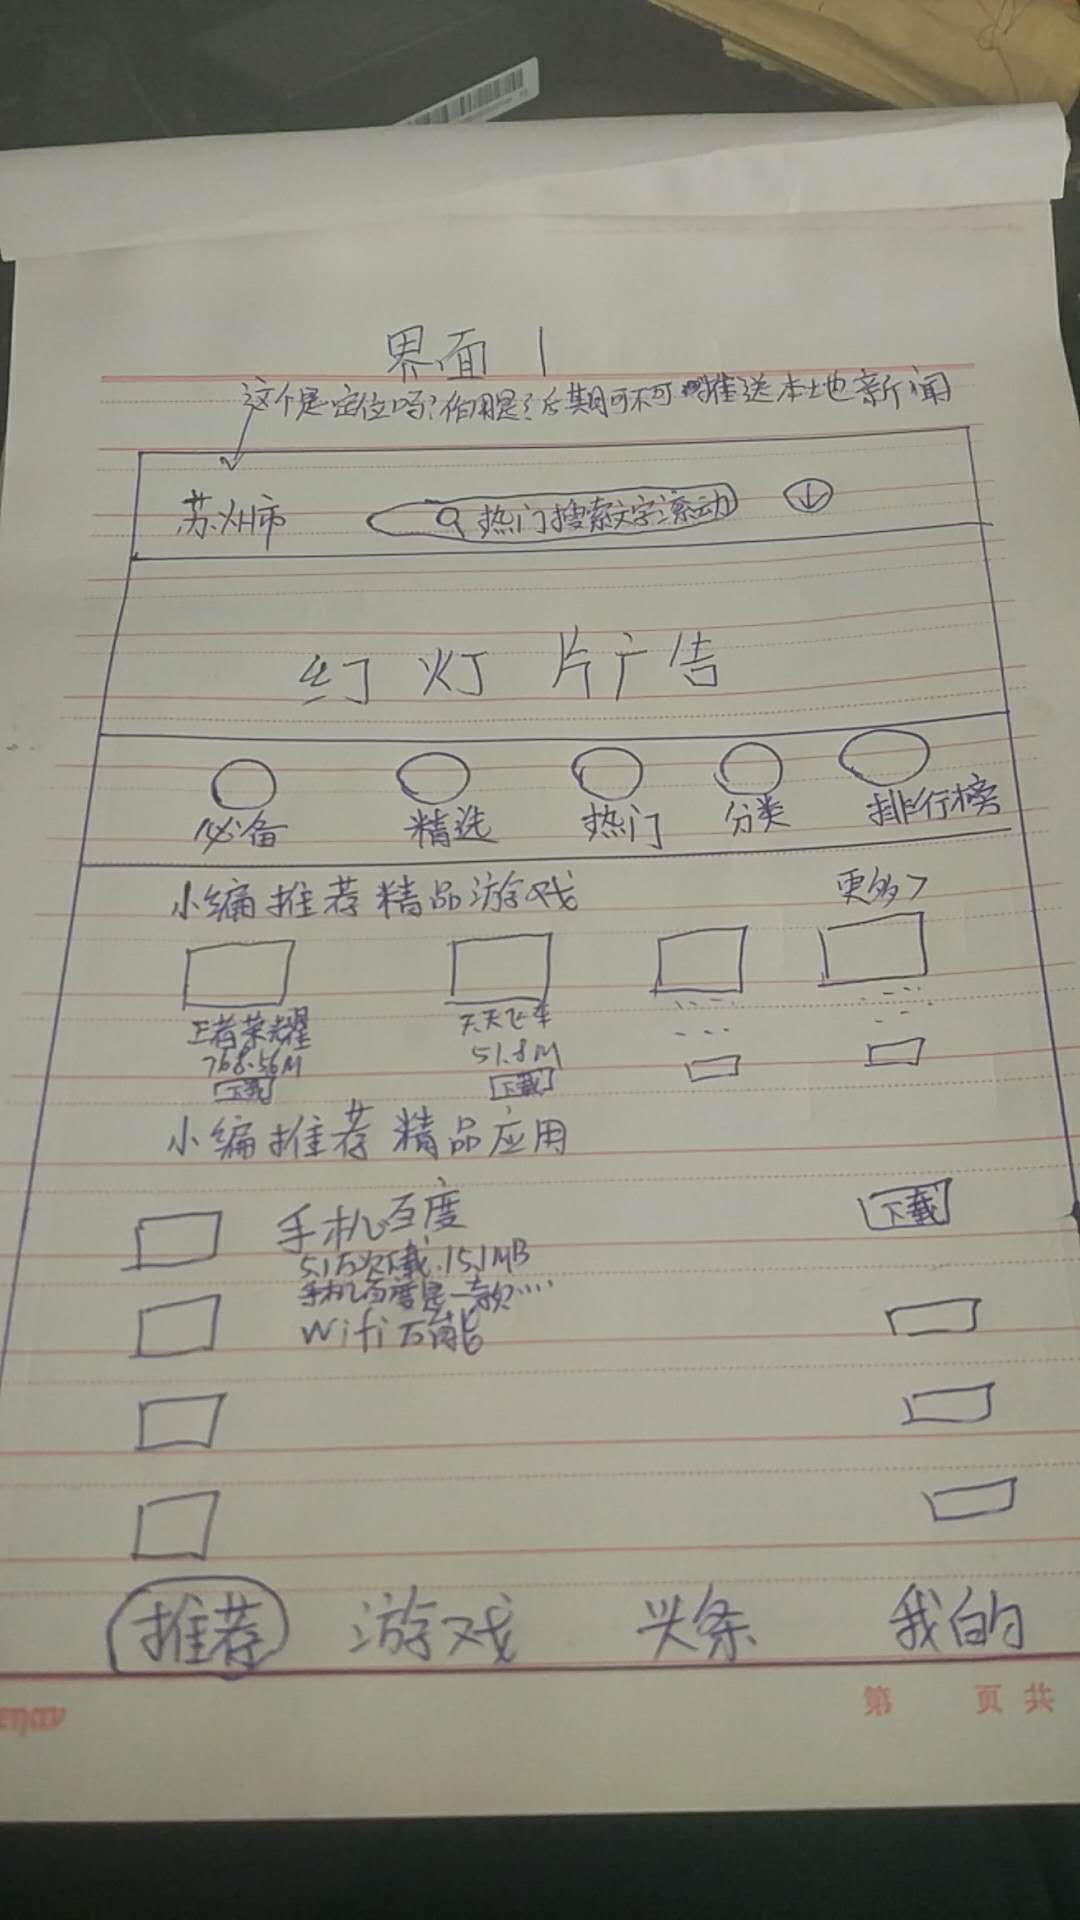 界面 1
这个是定位吗?作用是?后期可不可 推送本地新闻
苏州市 热门搜索文字滚动
幻灯片广告
必备 精选 热门 分类 排行榜
小编推荐精品游戏 更多>
王者荣耀 天天飞车
768.56M 51.8M
下载 下载
小编推荐精品应用
手机百度 下载
51万次下载.15.1MB
手机百度是一款....
Wifi万能
推荐 游戏 头条 我的
第 页 共